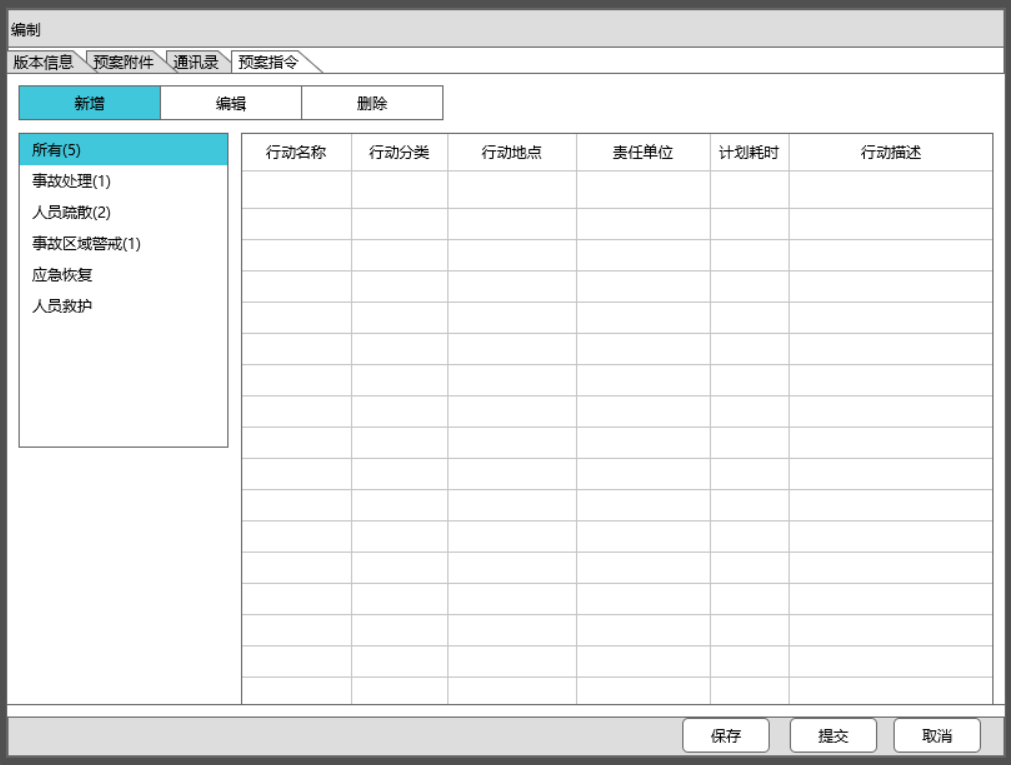 编制
版本信息 预案附件 通讯录 预案指令
新增 编辑 删除
所有(5)
事故处理(1)
人员疏散(2)
事故区域警戒(1)
应急恢复
人员救护
行动名称 行动分类 行动地点 责任单位 计划耗时 行动描述
保存 提交 取消